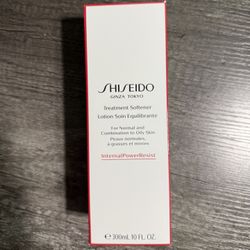 SHISEIDO
GINZA TOKYO
Treatment Softener
Lotion Soin Equilibrante
For Normal and
Combination to Oily Skin
Peaux normales,
à grasses et mixtes
InternalPowerResist
℮ 300mL 10 FL. OZ.